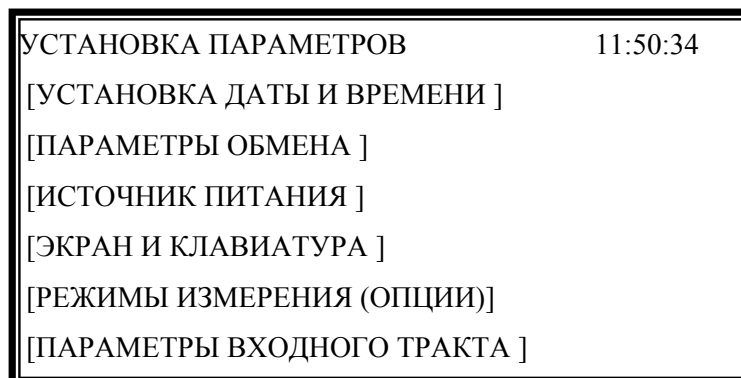 УСТАНОВКА ПАРАМЕТРОВ 11:50:34
[УСТАНОВКА ДАТЫ И ВРЕМЕНИ ]
[ПАРАМЕТРЫ ОБМЕНА ]
[ИСТОЧНИК ПИТАНИЯ ]
[ЭКРАН И КЛАВИАТУРА ]
[РЕЖИМЫ ИЗМЕРЕНИЯ (ОПЦИИ)]
[ПАРАМЕТРЫ ВХОДНОГО ТРАКТА ]